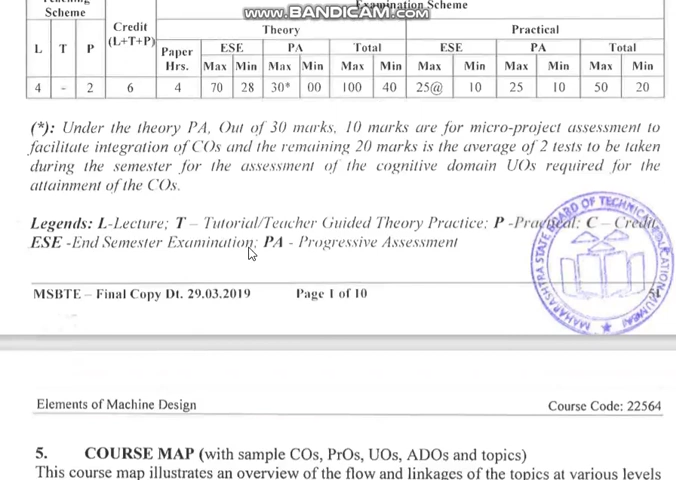 Scheme
Examination Scheme
www.BANDICAM.com
Credit
(L+T+P)
Theory
Practical
L T P
Paper
Hrs.
ESE PA Total ESE PA Total
Max Min Max Min Max Min Max Min Max Min Max Min
4 - 2 6 4 70 28 30* 00 100 40 25@ 10 25 10 50 20
(*): Under the theory PA, Out of 30 marks, 10 marks are for micro-project assessment to
facilitate integration of COs and the remaining 20 marks is the average of 2 tests to be taken
during the semester for the assessment of the cognitive domain UOs required for the
attainment of the COs.
Legends: L-Lecture; T – Tutorial/Teacher Guided Theory Practice; P -Practical; C – Credit,
ESE -End Semester Examination; PA - Progressive Assessment
MAHARASHTRA STATE BOARD OF TECHNICAL EDUCATION MUMBAI
MSBTE – Final Copy Dt. 29.03.2019 Page 1 of 10
Elements of Machine Design Course Code: 22564
5. COURSE MAP (with sample COs, PrOs, UOs, ADOs and topics)
This course map illustrates an overview of the flow and linkages of the topics at various levels